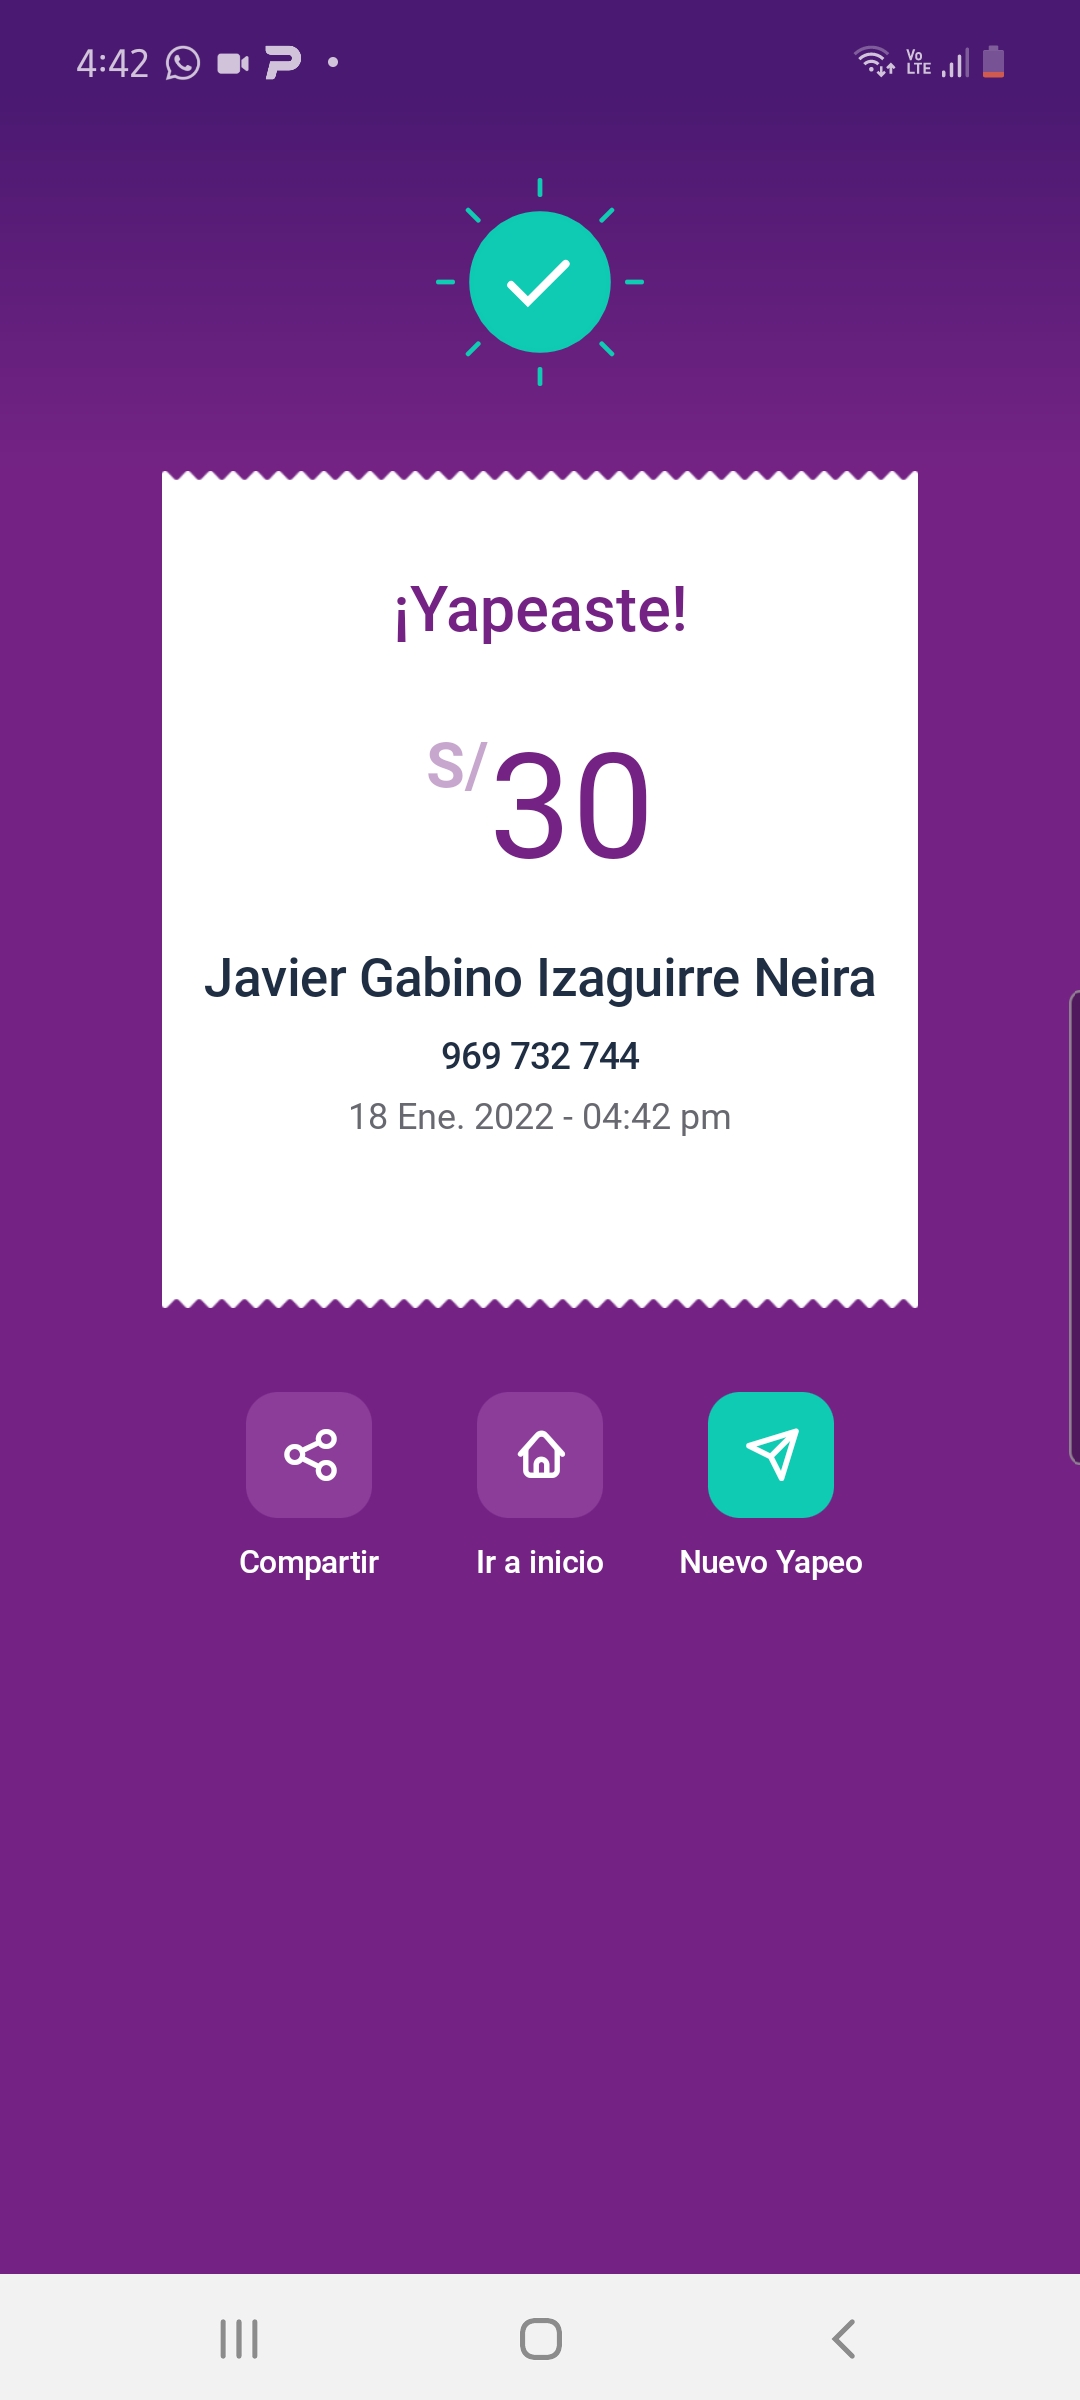 4:42
Vo
LTE
¡Yapeaste!
S/30
Javier Gabino Izaguirre Neira
969 732 744
18 Ene. 2022 - 04:42 pm
Compartir
Ir a inicio
Nuevo Yapeo